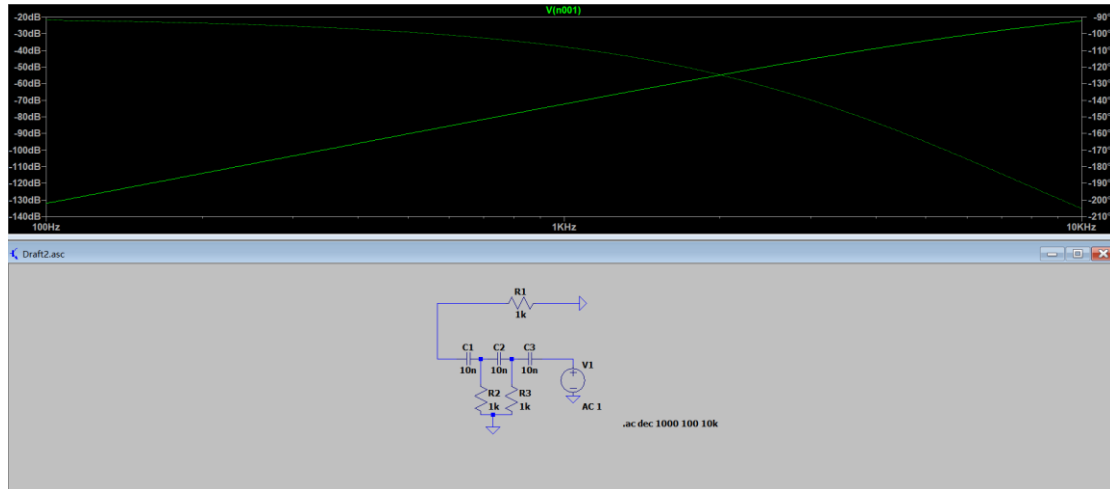 V(n001)
-20dB -90°
-30dB -100°
-40dB -110°
-50dB -120°
-60dB -130°
-70dB -140°
-80dB -150°
-90dB -160°
-100dB -170°
-110dB -180°
-120dB -190°
-130dB -200°
-140dB -210°
100Hz 1KHz 10KHz
Draft2.asc
R1
1k
C1 C2 C3
10n 10n 10n
V1
R2 R3
1k 1k
AC 1
.ac dec 1000 100 10k